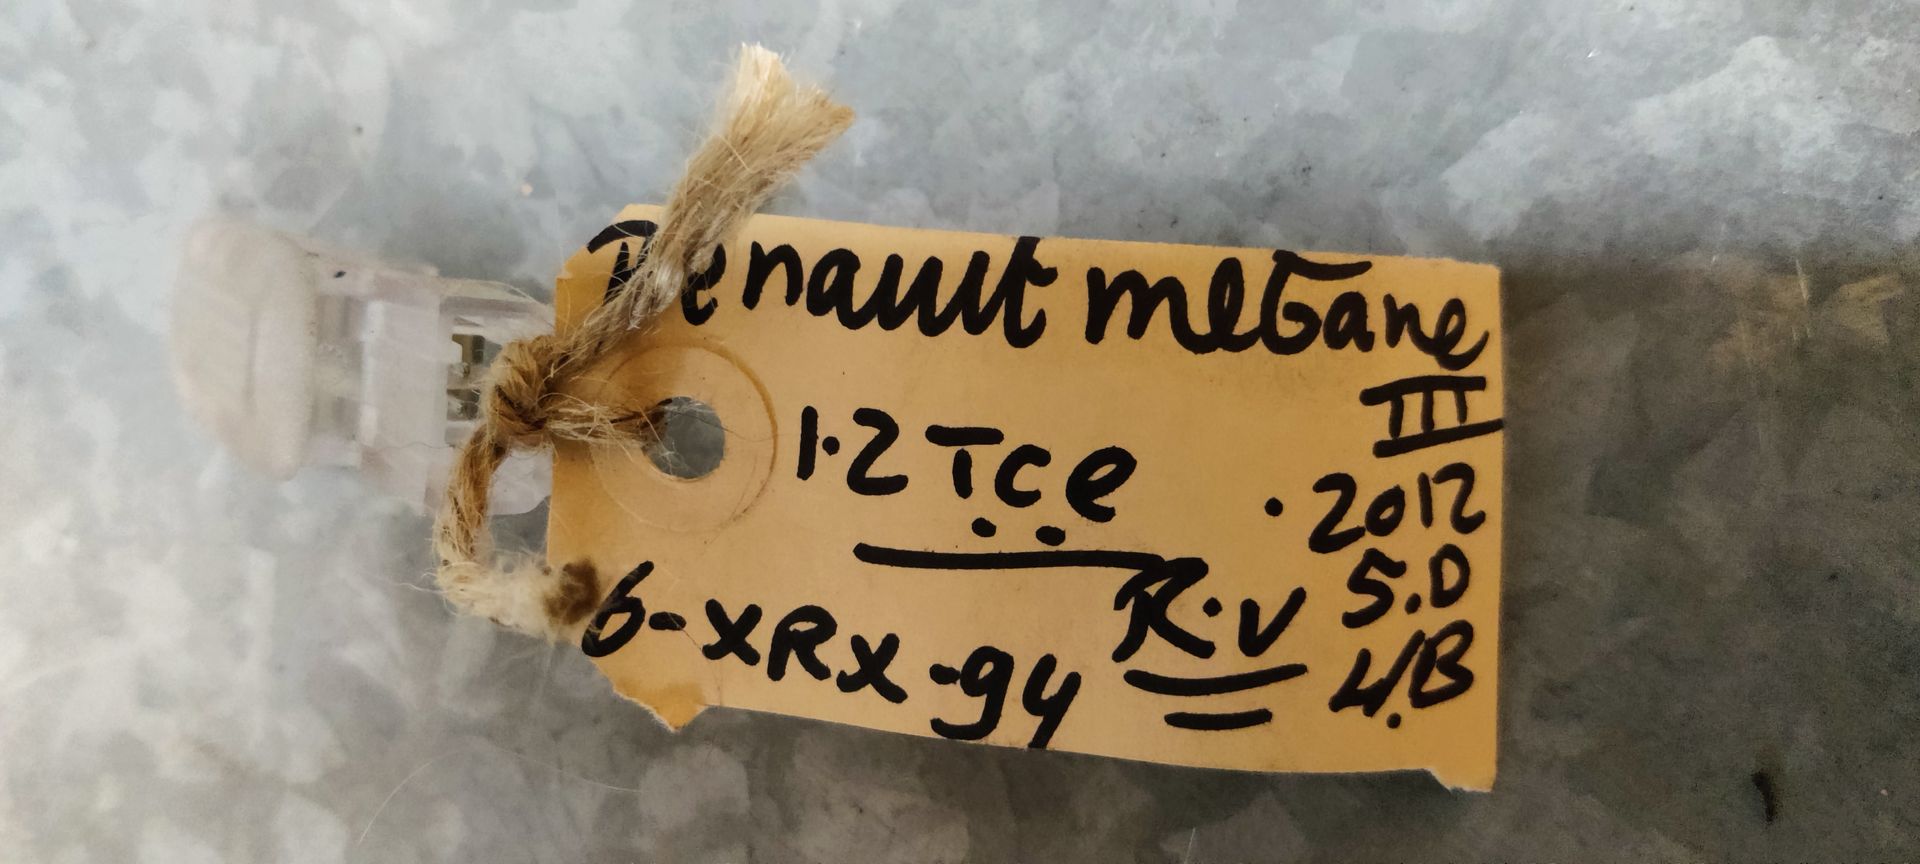 Renault meGane
III
1.2 Tce
. 2012
5.D
6-XRX-94 R.V
4.B